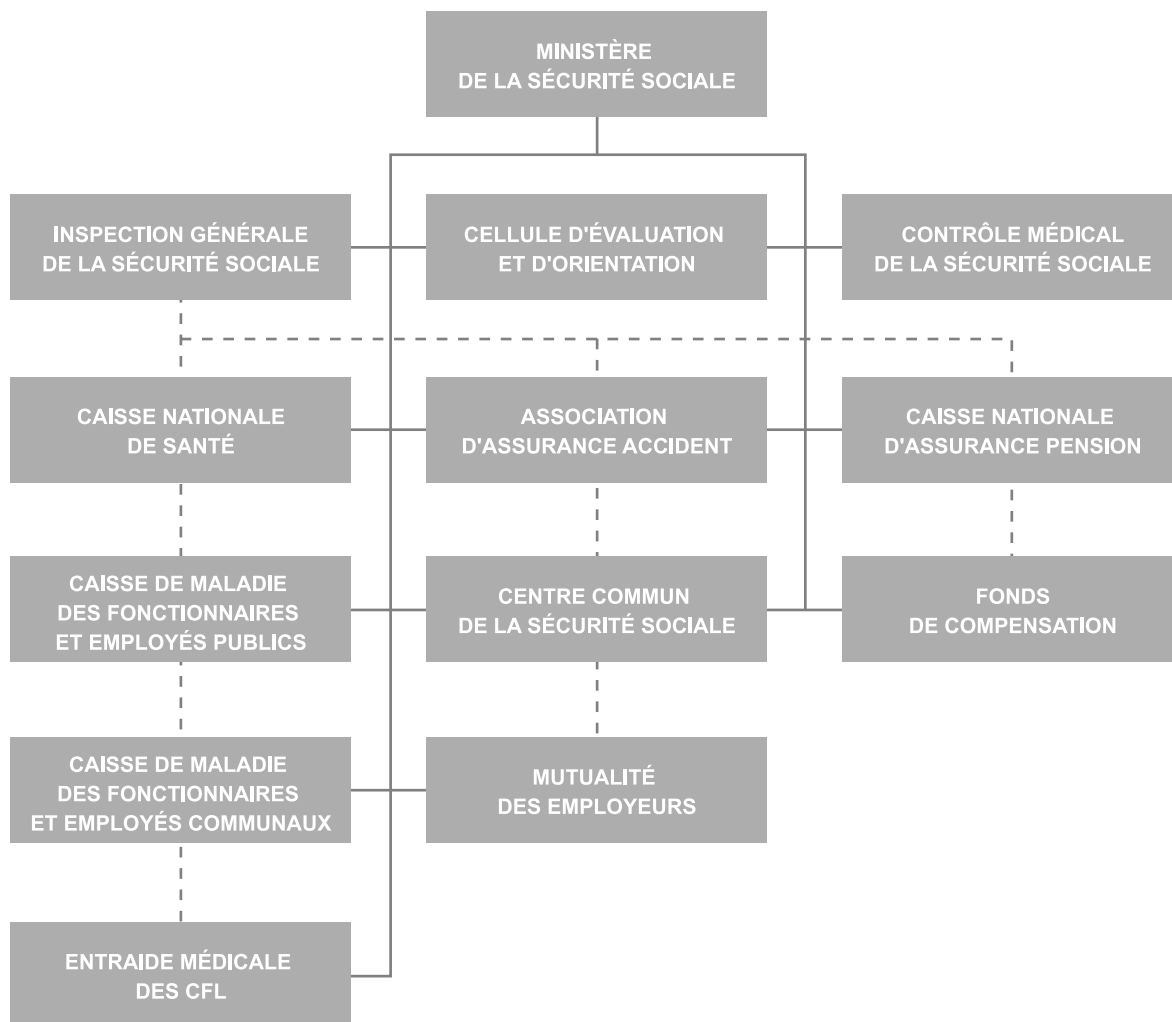 MINISTÈRE
DE LA SÉCURITÉ SOCIALE
INSPECTION GÉNÉRALE
DE LA SÉCURITÉ SOCIALE
CELLULE D'ÉVALUATION
ET D'ORIENTATION
CONTRÔLE MÉDICAL
DE LA SÉCURITÉ SOCIALE
CAISSE NATIONALE
DE SANTÉ
ASSOCIATION
D'ASSURANCE ACCIDENT
CAISSE NATIONALE
D'ASSURANCE PENSION
CAISSE DE MALADIE
DES FONCTIONNAIRES
ET EMPLOYÉS PUBLICS
CENTRE COMMUN
DE LA SÉCURITÉ SOCIALE
FONDS
DE COMPENSATION
CAISSE DE MALADIE
DES FONCTIONNAIRES
ET EMPLOYÉS COMMUNAUX
MUTUALITÉ
DES EMPLOYEURS
ENTRAIDE MÉDICALE
DES CFL